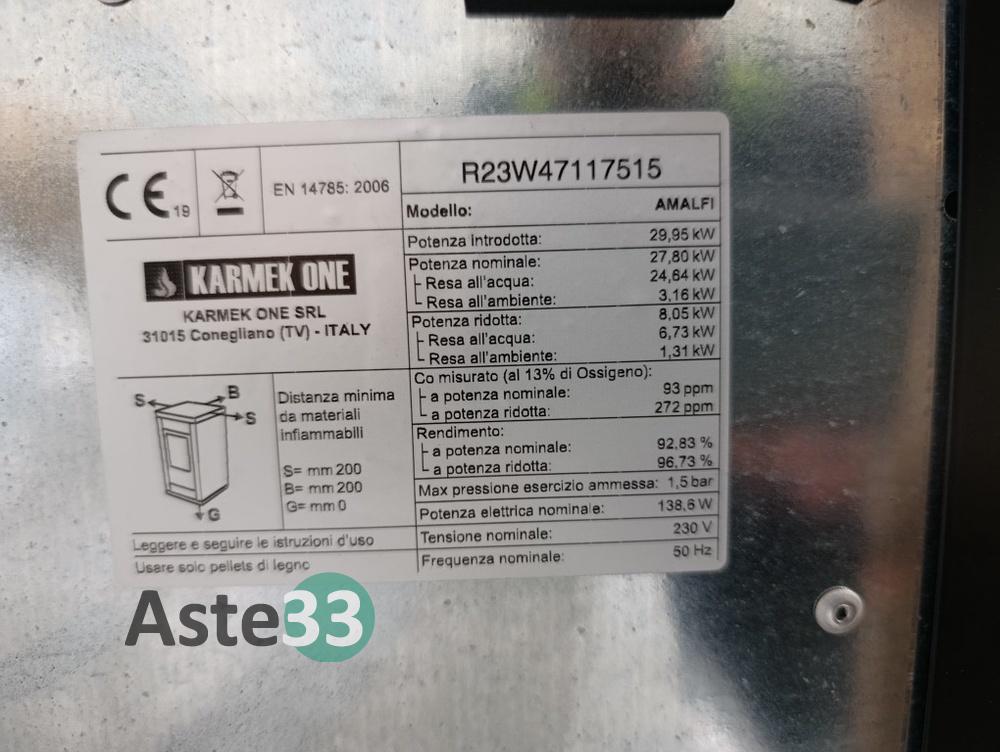 CE 19
EN 14785: 2006
R23W47117515
Modello: AMALFI
KARMEK ONE
KARMEK ONE SRL
31015 Conegliano (TV) - ITALY
Potenza introdotta: 29,95 kW
Potenza nominale: 27,80 kW
Resa all'acqua: 24,64 kW
Resa all'ambiente: 3,16 kW
Potenza ridotta: 8,05 kW
Resa all'acqua: 6,73 kW
Resa all'ambiente: 1,31 kW
Co misurato (al 13% di Ossigeno):
a potenza nominale: 93 ppm
a potenza ridotta: 272 ppm
Rendimento:
a potenza nominale: 92,83 %
a potenza ridotta: 96,73 %
Max pressione esercizio ammessa: 1,5 bar
Potenza elettrica nominale: 138,6 W
Tensione nominale: 230 V
Frequenza nominale: 50 Hz
S
B
S
G
Distanza minima
da materiali
infiammabili
S= mm 200
B= mm 200
G= mm 0
Leggere e seguire le istruzioni d'uso
Usare solo pellets di legno
Aste33